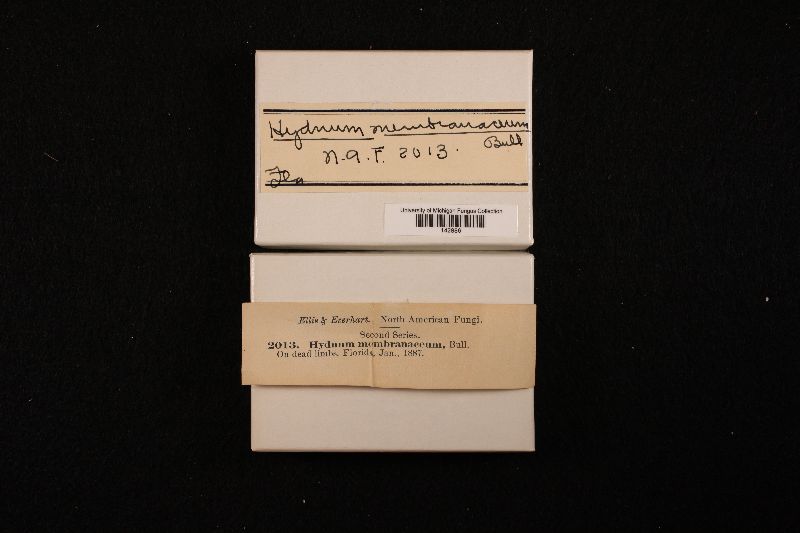 Hydnum membranaceum
Bull
N.A.F. 2013.
Fla
University of Michigan Fungus Collection
142886
Ellis & Everhart. North American Fungi.
Second Series.
2013. Hydnum membranaceum, Bull.
On dead limbs, Florida, Jan., 1887.